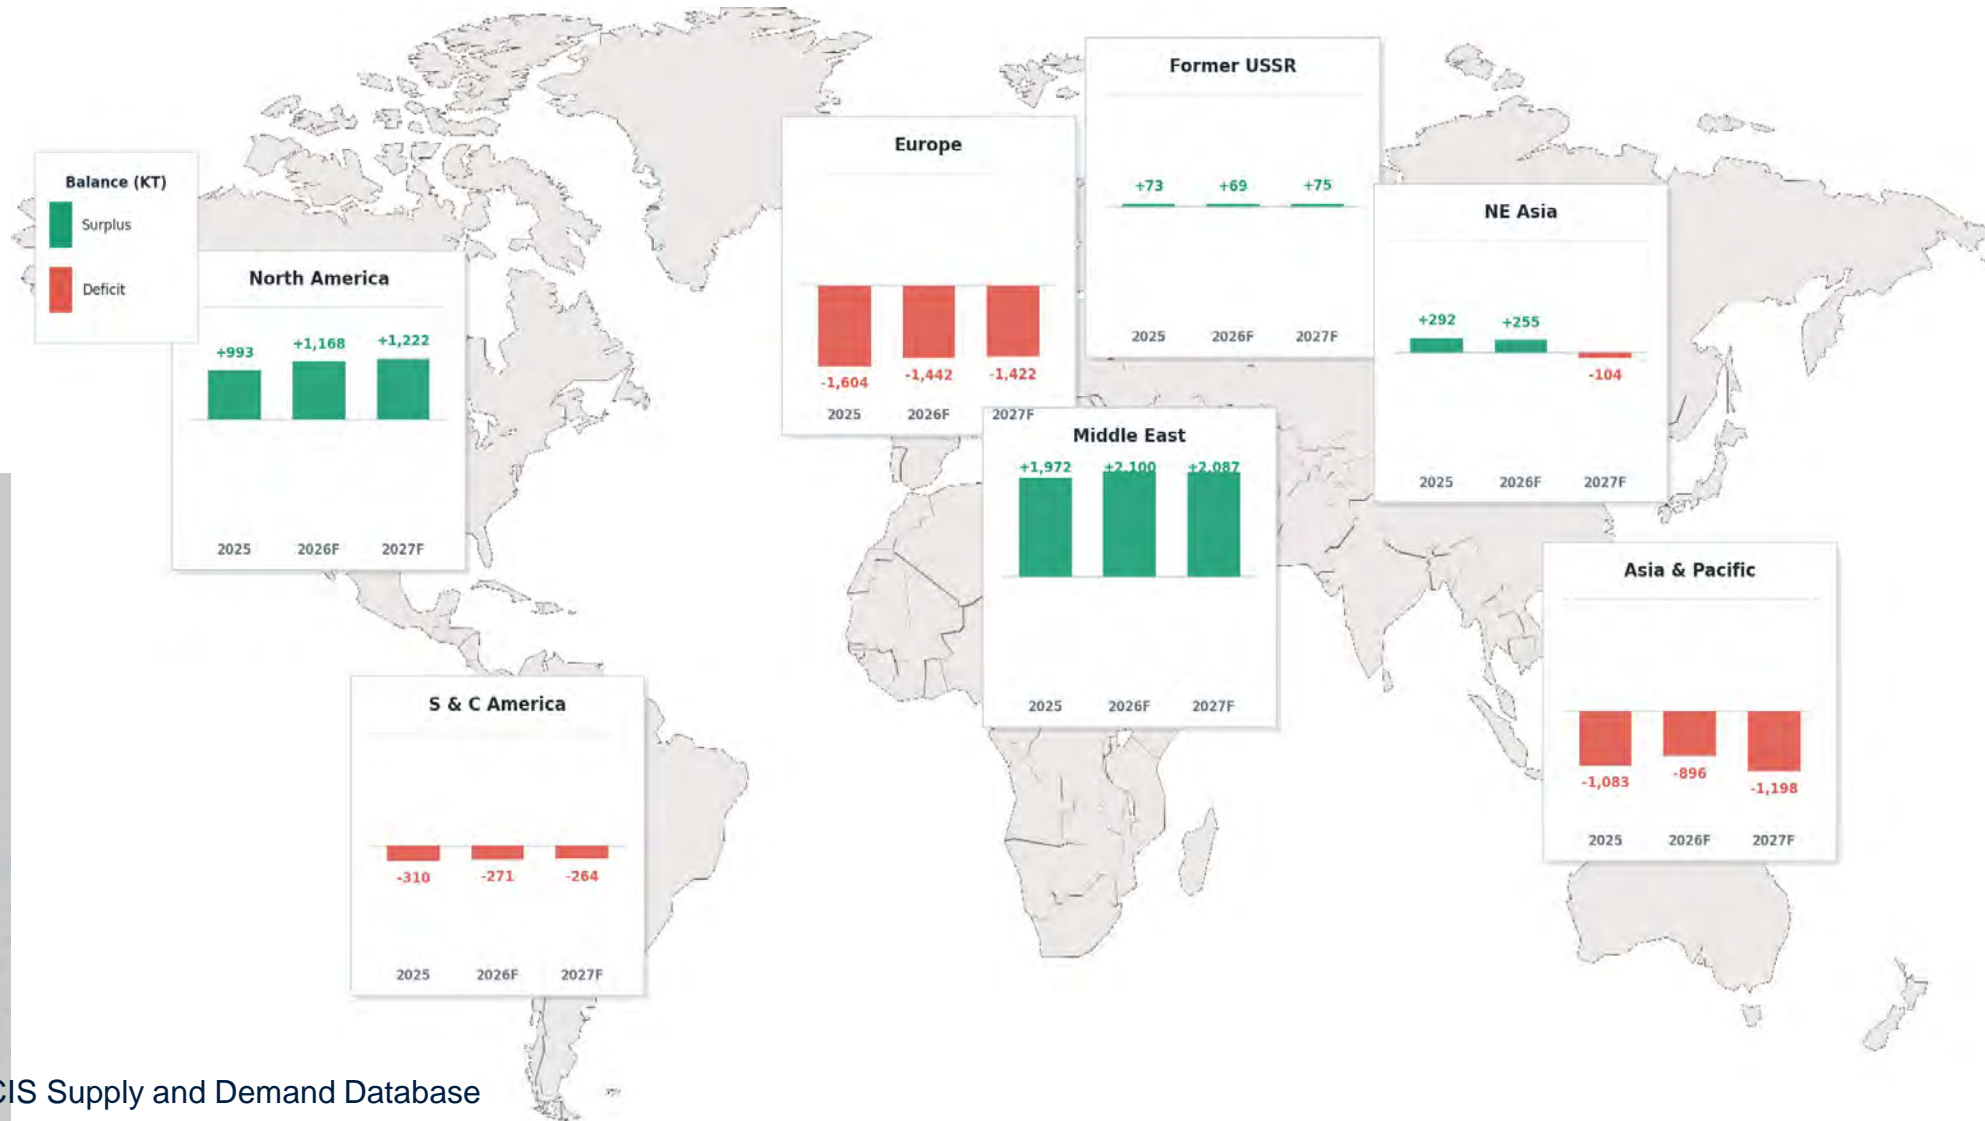 Balance (KT)
Surplus
Deficit
North America
+993 +1,168 +1,222
2025 2026F 2027F
S & C America
-310 -271 -264
2025 2026F 2027F
Europe
-1,604 -1,442 -1,422
2025 2026F 2027F
Former USSR
+73 +69 +75
2025 2026F 2027F
Middle East
+1,972 +2,100 +2,087
2025 2026F 2027F
NE Asia
+292 +255 -104
2025 2026F 2027F
Asia & Pacific
-1,083 -896 -1,198
2025 2026F 2027F
CIS Supply and Demand Database